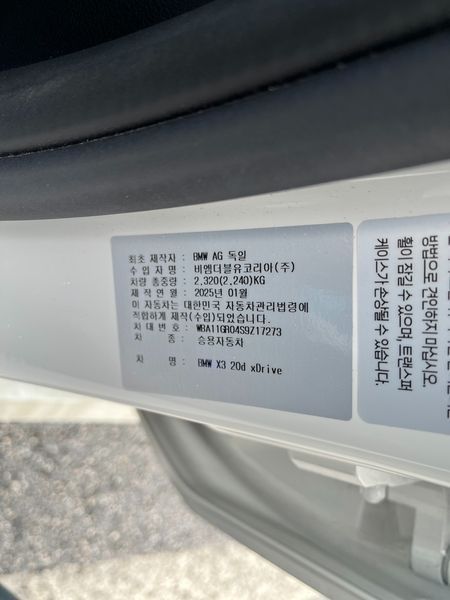 최초 제작자 : BMW AG 독일
수 입 자 명 : 비엠더블유코리아(주)
차량 총중량 : 2,320(2,240)KG
제 작 연 월 : 2025년 01월
이 자동차는 대한민국 자동차관리법령에
적합하게 제작(수입)되었습니다.
차 대 번 호 : WBA11GR04S9Z17273
차 종 : 승용자동차
차 명 : BMW X3 20d xDrive
방법으로 견인하지 마십시오.
휠이 잠길 수 있으며, 트랜스퍼
케이스가 손상될 수 있습니다.